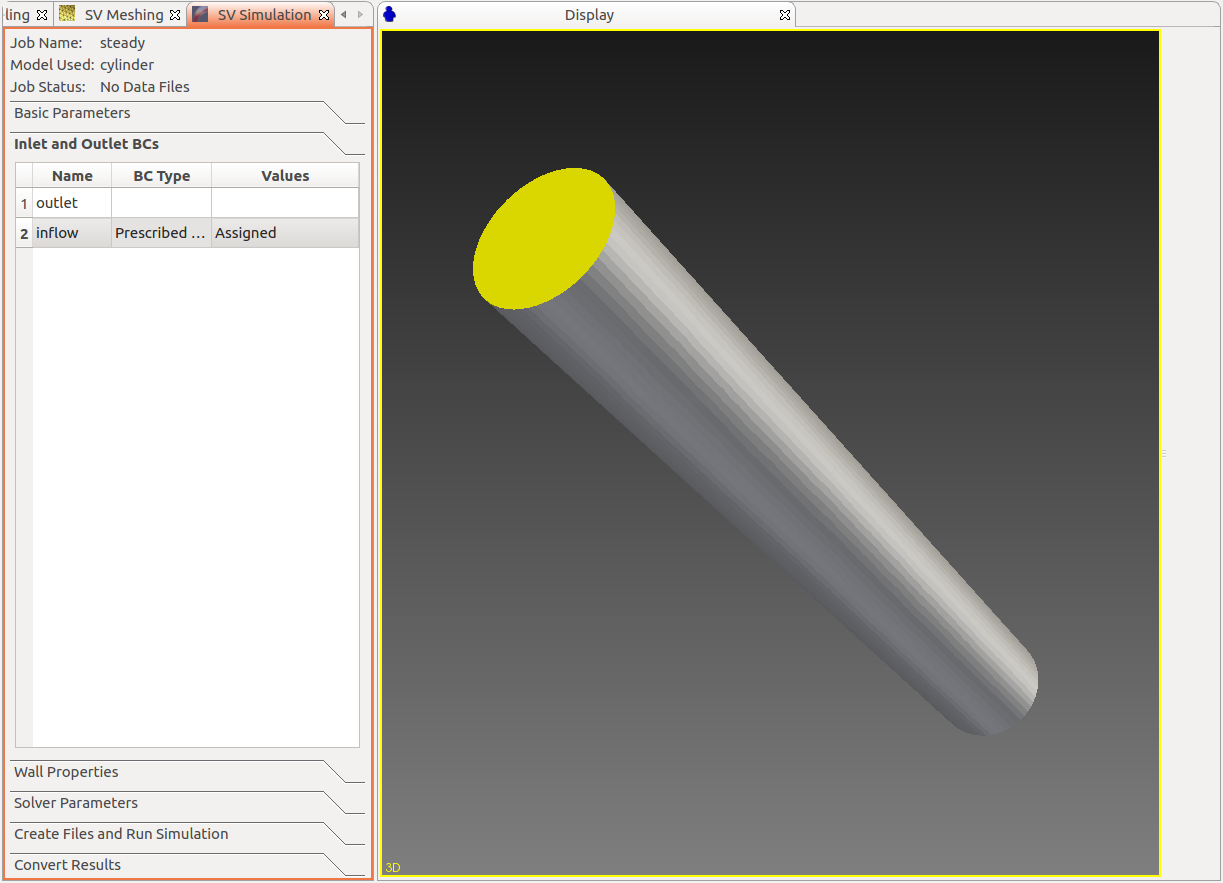 ling SV Meshing SV Simulation Display
Job Name: steady
Model Used: cylinder
Job Status: No Data Files
Basic Parameters
Inlet and Outlet BCs
Name BC Type Values
1 outlet
2 inflow Prescribed ... Assigned
Wall Properties
Solver Parameters
Create Files and Run Simulation
Convert Results
3D